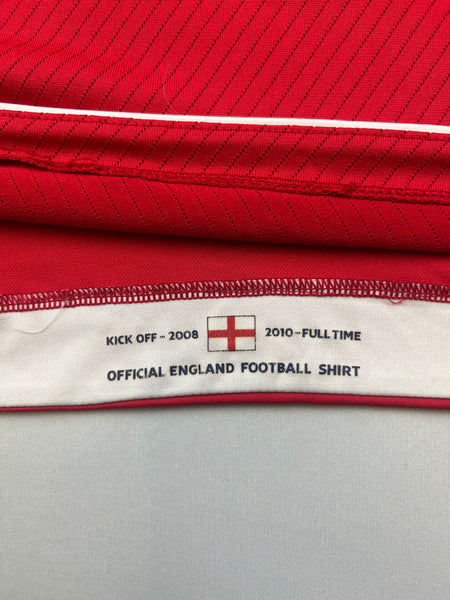 KICK OFF - 2008 2010 - FULL TIME
OFFICIAL ENGLAND FOOTBALL SHIRT